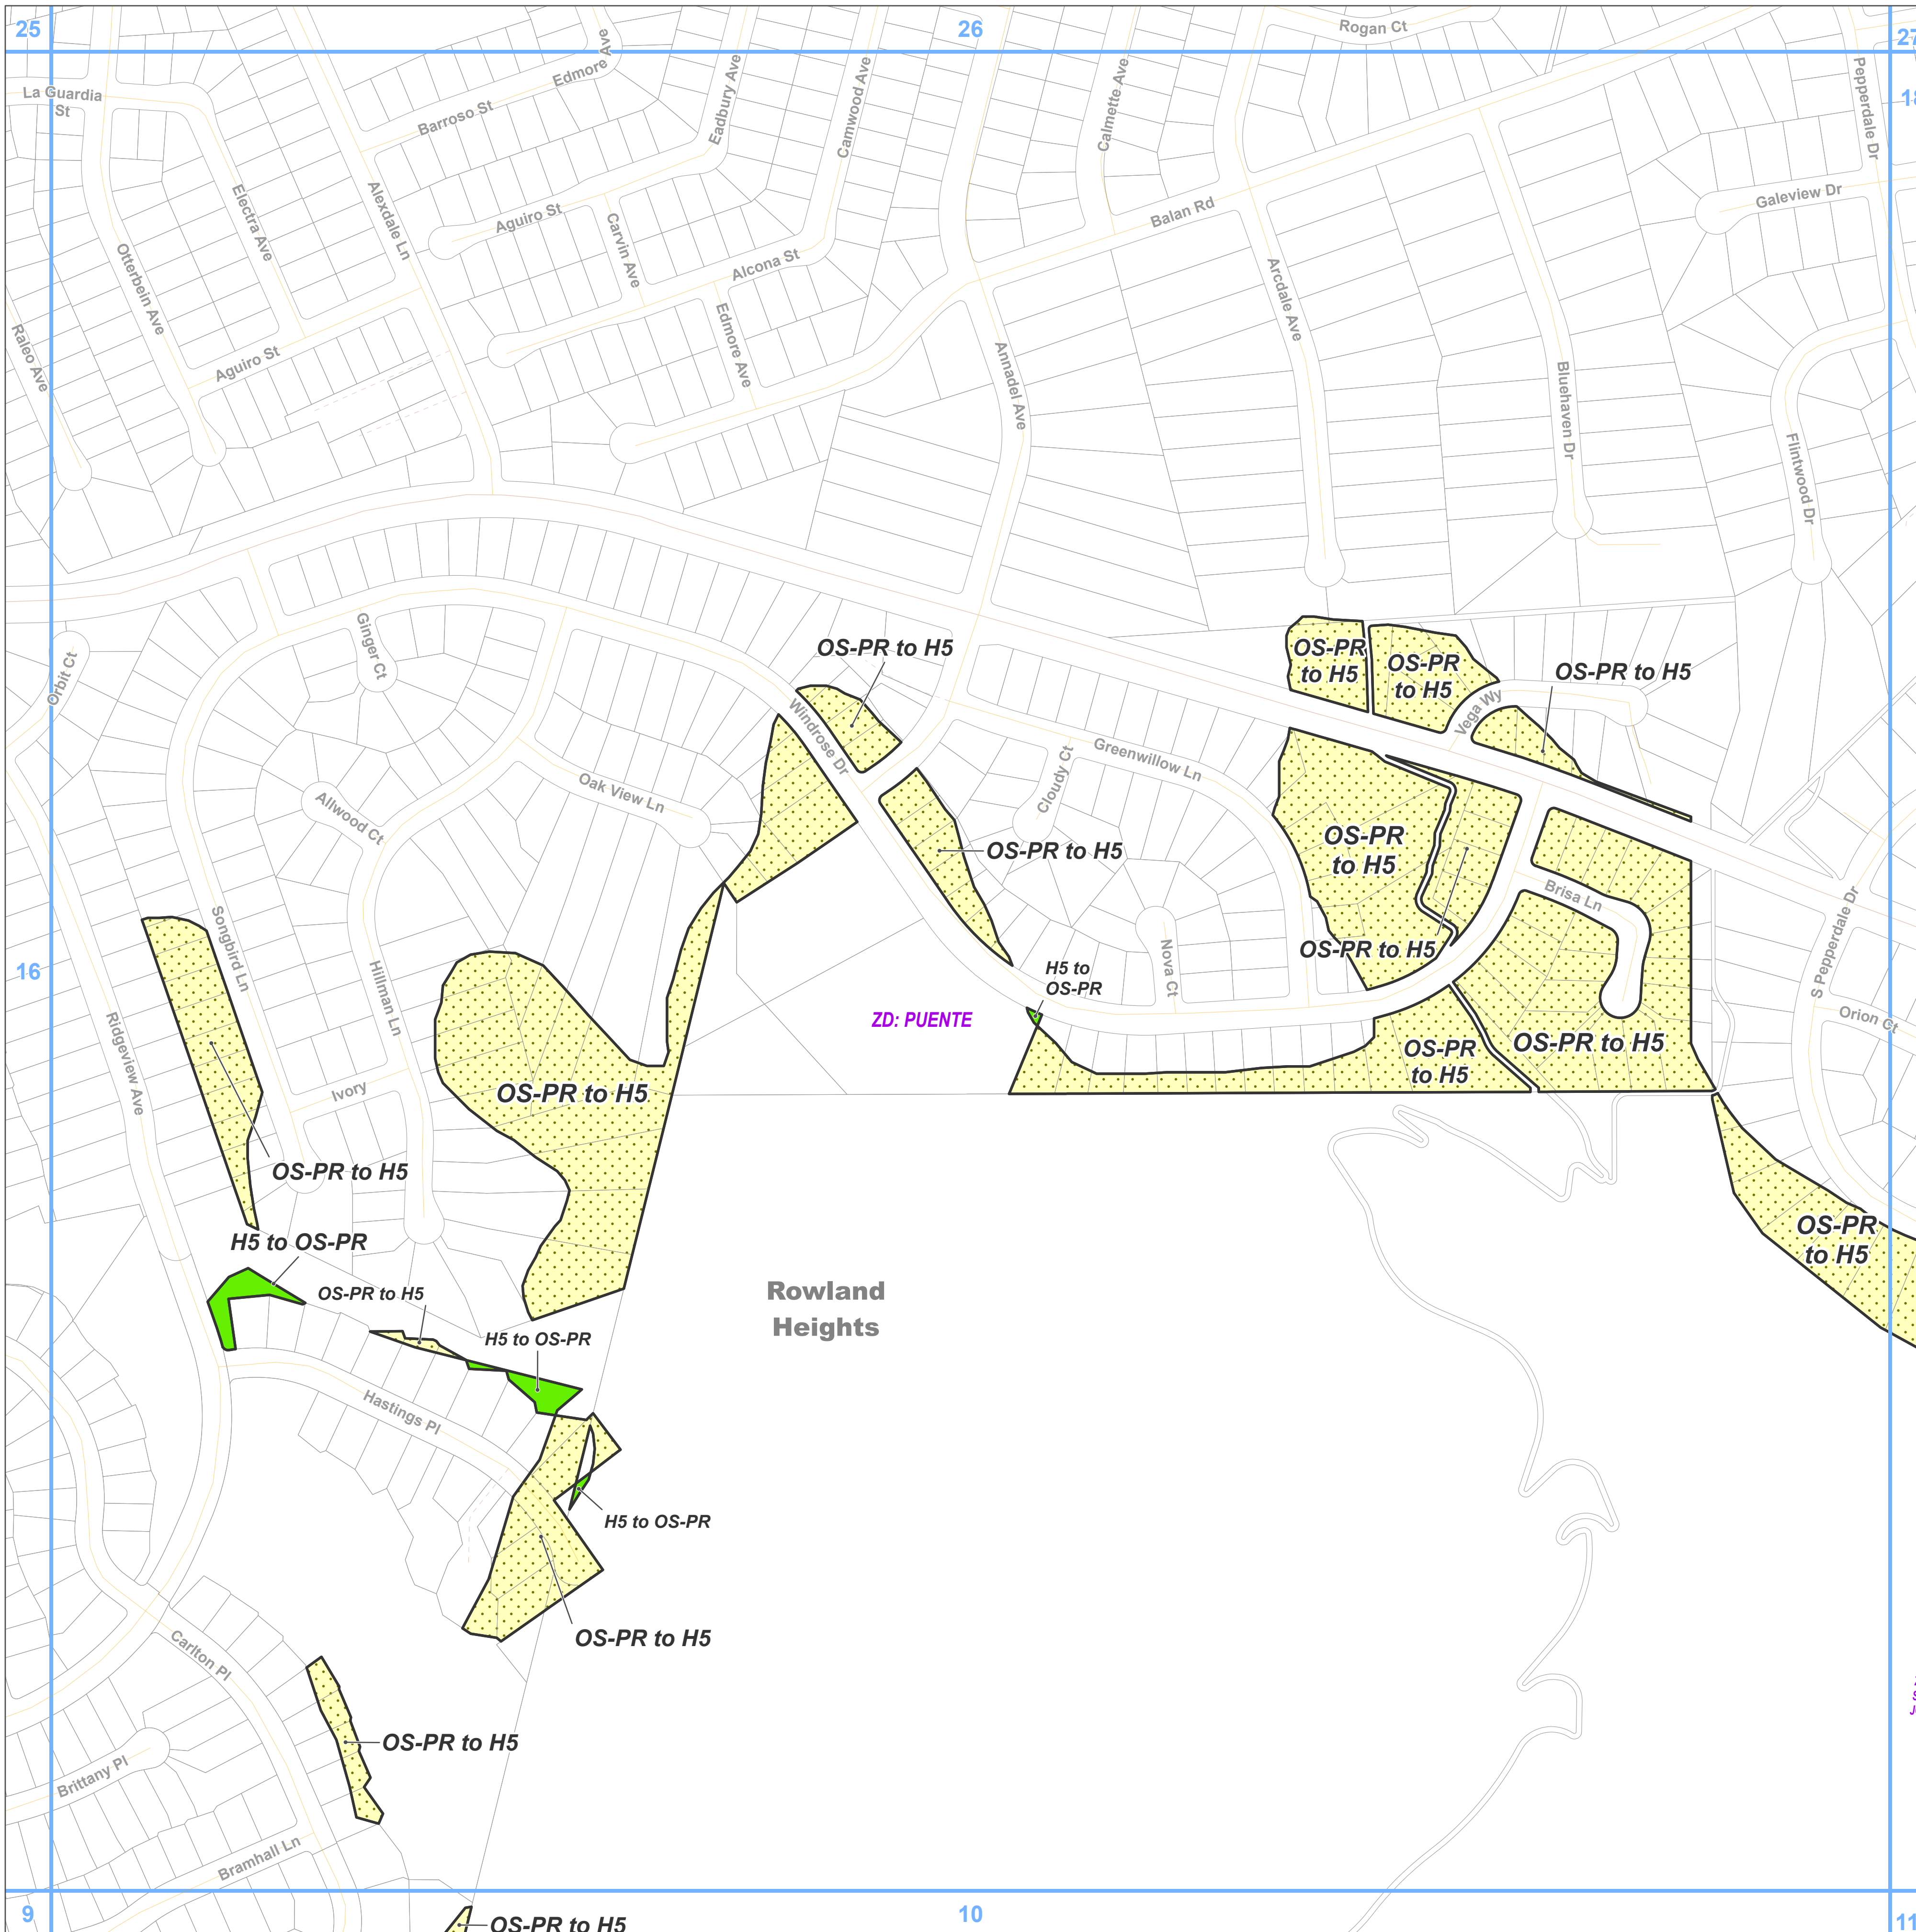 25
26
27
Rogan Ct
La Guardia
St
Barroso St
Edmore
Ave
Eadbury Ave
Camwood Ave
Calmette Ave
Pepperdale Dr
Electra Ave
Alexdale Ln
Aguiro St
Carvin Ave
Alcona St
Balan Rd
Galeview Dr
Otterbein Ave
Raleo Ave
Aguiro St
Edmore Ave
Annadel Ave
Arcdale Ave
Bluehaven Dr
Flintwood Dr
Ginger Ct
Orbit Ct
OS-PR to H5
OS-PR
to H5
OS-PR
to H5
OS-PR to H5
Vega Wy
Windrose Dr
Greenwillow Ln
Cloudy Ct
Oak View Ln
Allwood Ct
OS-PR
to H5
OS-PR to H5
Brisa Ln
S Pepperdale Dr
Songbird Ln
Hillman Ln
Nova Ct
OS-PR to H5
16
H5 to
OS-PR
ZD: PUENTE
Orion Ct
Ridgeview Ave
OS-PR
to H5
OS-PR to H5
Ivory
OS-PR to H5
OS-PR to H5
H5 to OS-PR
OS-PR
to H5
OS-PR to H5
Rowland
Heights
H5 to OS-PR
Hastings Pl
H5 to OS-PR
OS-PR to H5
Carlton Pl
OS-PR to H5
Brittany Pl
Bramhall Ln
9
10
11
OS-PR to H5